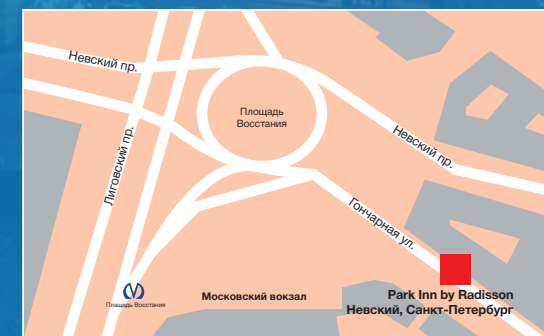 Невский пр.
Площадь
Восстания
Невский пр.
Лиговский пр.
Гончарная ул.
Площадь Восстания
Московский вокзал
Park Inn by Radisson
Невский, Санкт-Петербург